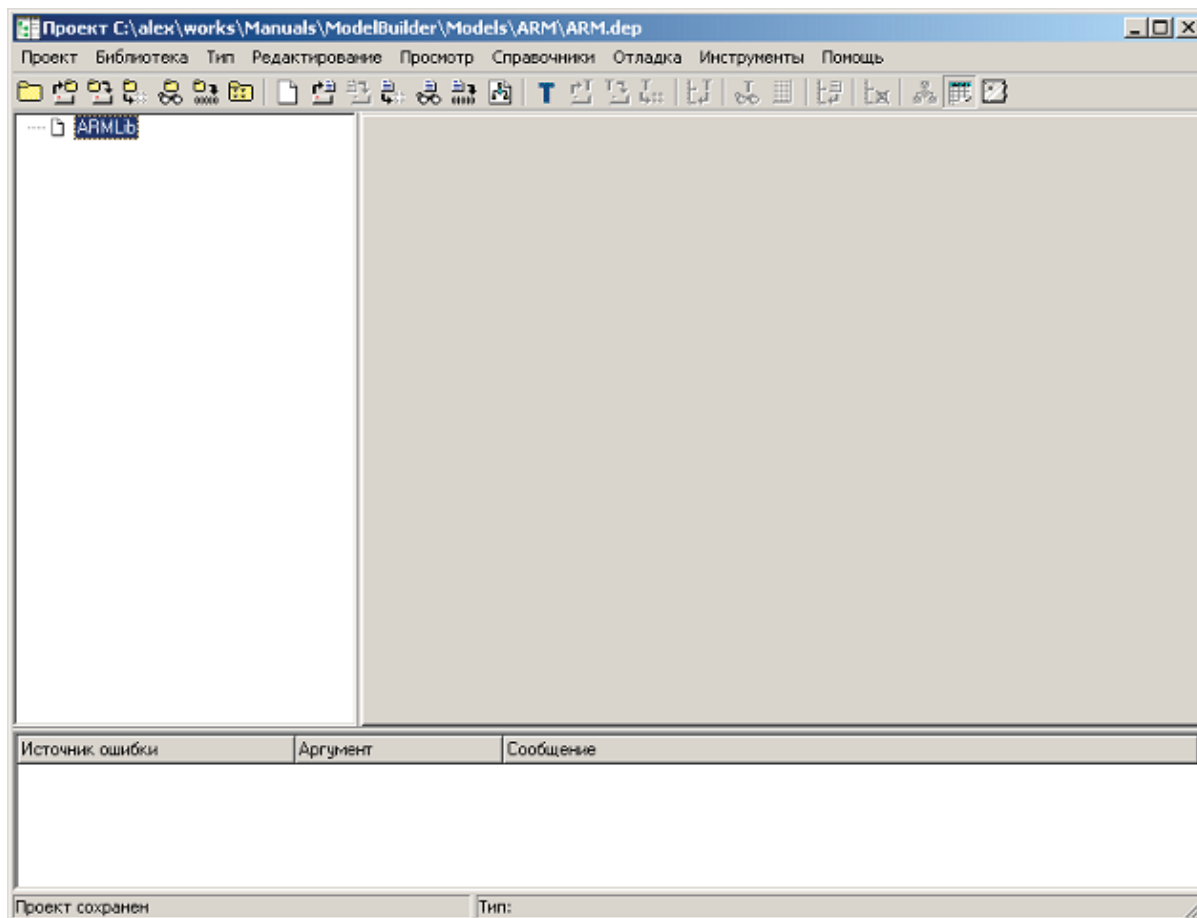 Проект C:\alex\works\Manuals\ModelBuilder\Models\ARM\ARM.dep
Проект Библиотека Тип Редактирование Просмотр Справочники Отладка Инструменты Помощь
ARMLib
Источник ошибки Аргумент Сообщение
Проект сохранен Тип: